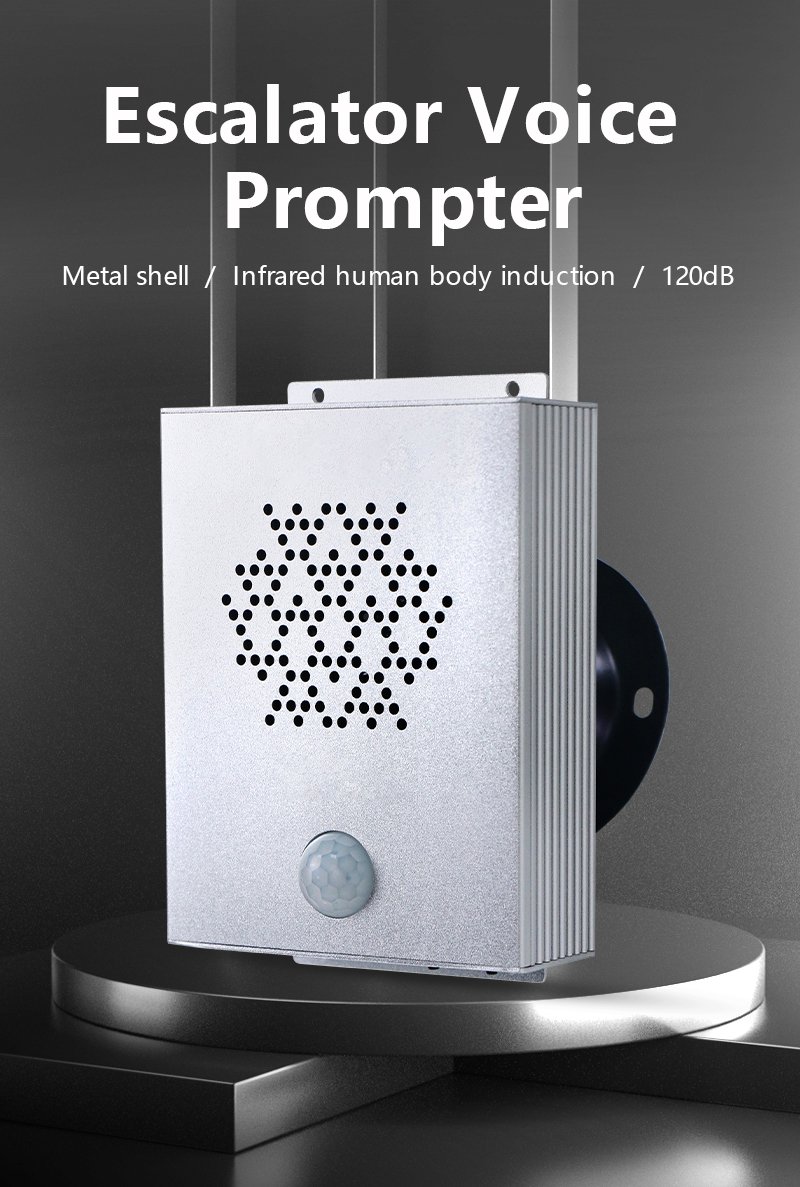 Escalator Voice
Prompter
Metal shell / Infrared human body induction / 120dB